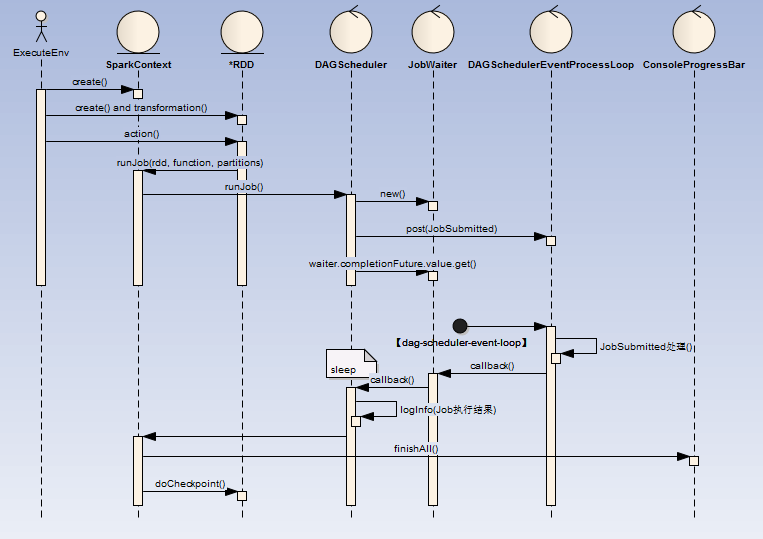 ExecuteEnv
SparkContext
*RDD
DAGScheduler
JobWaiter
DAGSchedulerEventProcessLoop
ConsoleProgressBar
create()
create() and transformation()
action()
runJob(rdd, function, partitions)
runJob()
new()
post(JobSubmitted)
waiter.completionFuture.value.get()
【dag-scheduler-event-loop】
JobSubmitted处理()
sleep
callback()
callback()
logInfo(Job执行结果)
finishAll()
doCheckpoint()